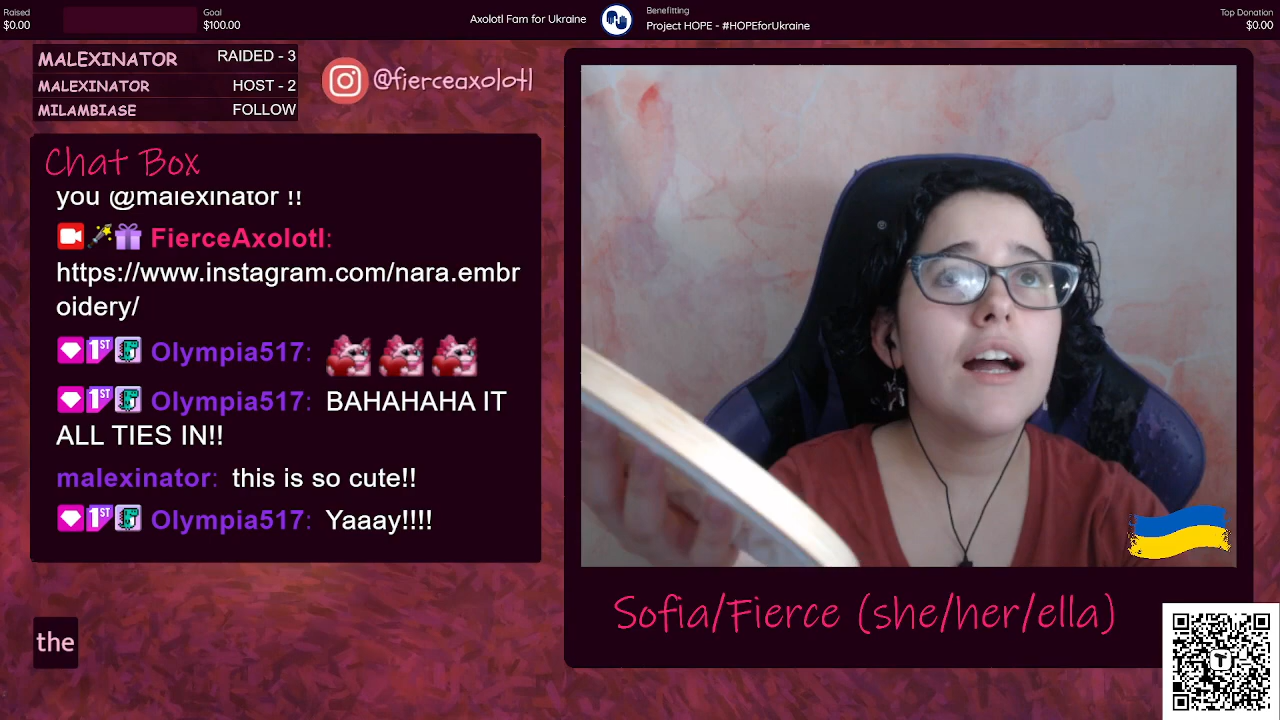 Raised
$0.00
Goal
$100.00
Axolotl Fam for Ukraine
Benefitting
Project HOPE - #HOPEforUkraine
Top Donation
$0.00
MALEXINATOR RAIDED - 3
MALEXINATOR HOST - 2
MILAMBIASE FOLLOW
@fierceaxolotl
Chat Box
you @malexinator !!
FierceAxolotl:
https://www.instagram.com/nara.embr
oidery/
1ST Olympia517:
1ST Olympia517: BAHAHAHA IT
ALL TIES IN!!
malexinator: this is so cute!!
1ST Olympia517: Yaaay!!!!
the
Sofia/Fierce (she/her/ella)
T